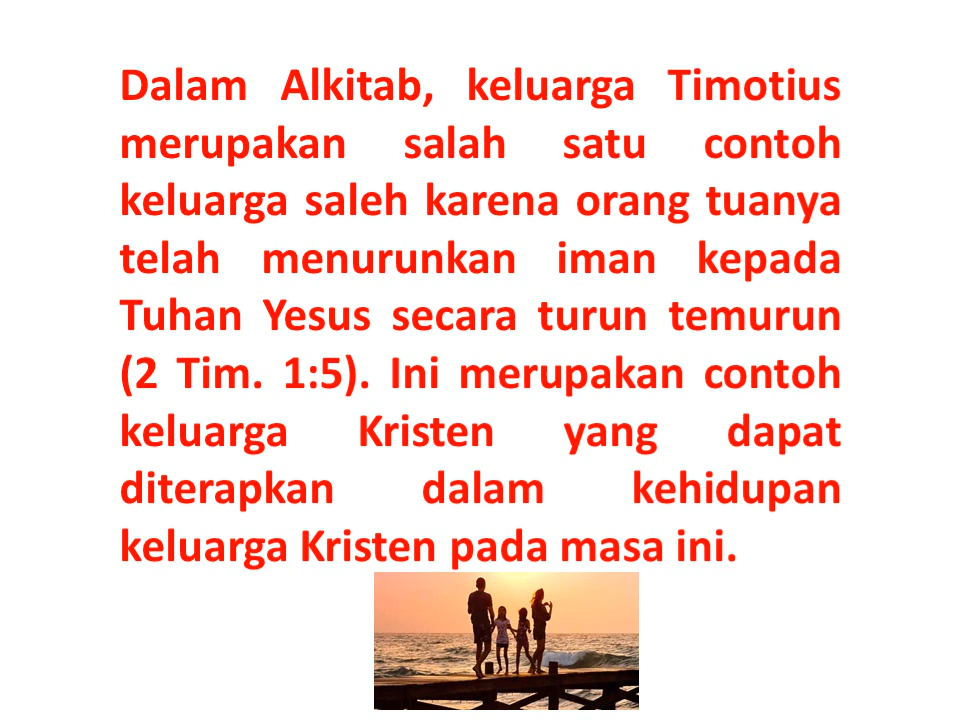 Dalam Alkitab, keluarga Timotius
merupakan salah satu contoh
keluarga saleh karena orang tuanya
telah menurunkan iman kepada
Tuhan Yesus secara turun temurun
(2 Tim. 1:5). Ini merupakan contoh
keluarga Kristen yang dapat
diterapkan dalam kehidupan
keluarga Kristen pada masa ini.